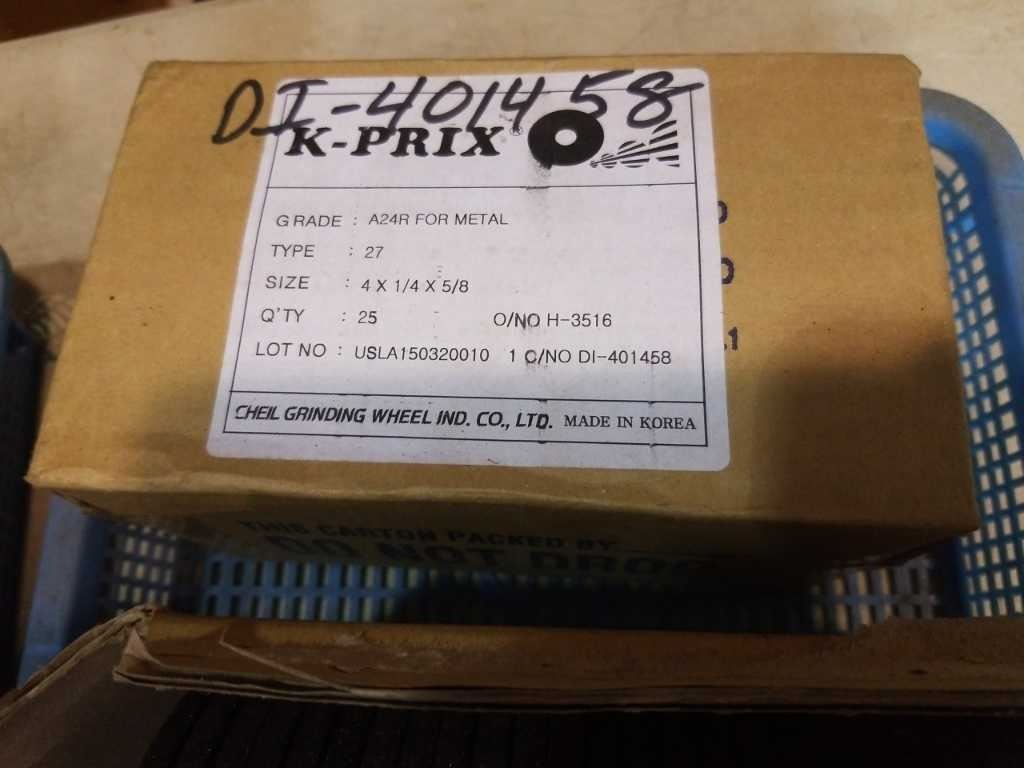 DI-401458
K-PRIX®
GRADE : A24R FOR METAL
TYPE : 27
SIZE : 4 X 1/4 X 5/8
Q'TY : 25 O/NO H-3516
LOT NO : USLA150320010 1 C/NO DI-401458
CHEIL GRINDING WHEEL IND. CO., LTD. MADE IN KOREA
THIS CARTON PACKED BY
DO NOT DROP